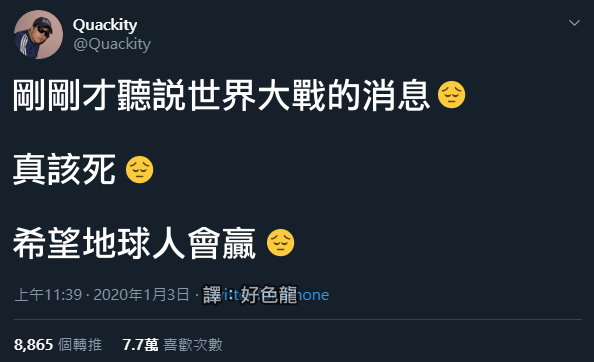 Quackity
@Quackity
剛剛才聽說世界大戰的消息😔
真該死 😔
希望地球人會贏 😔
上午11:39 · 2020年1月3日 · 譯：好色龍
8,865 個轉推 7.7萬 喜歡次數